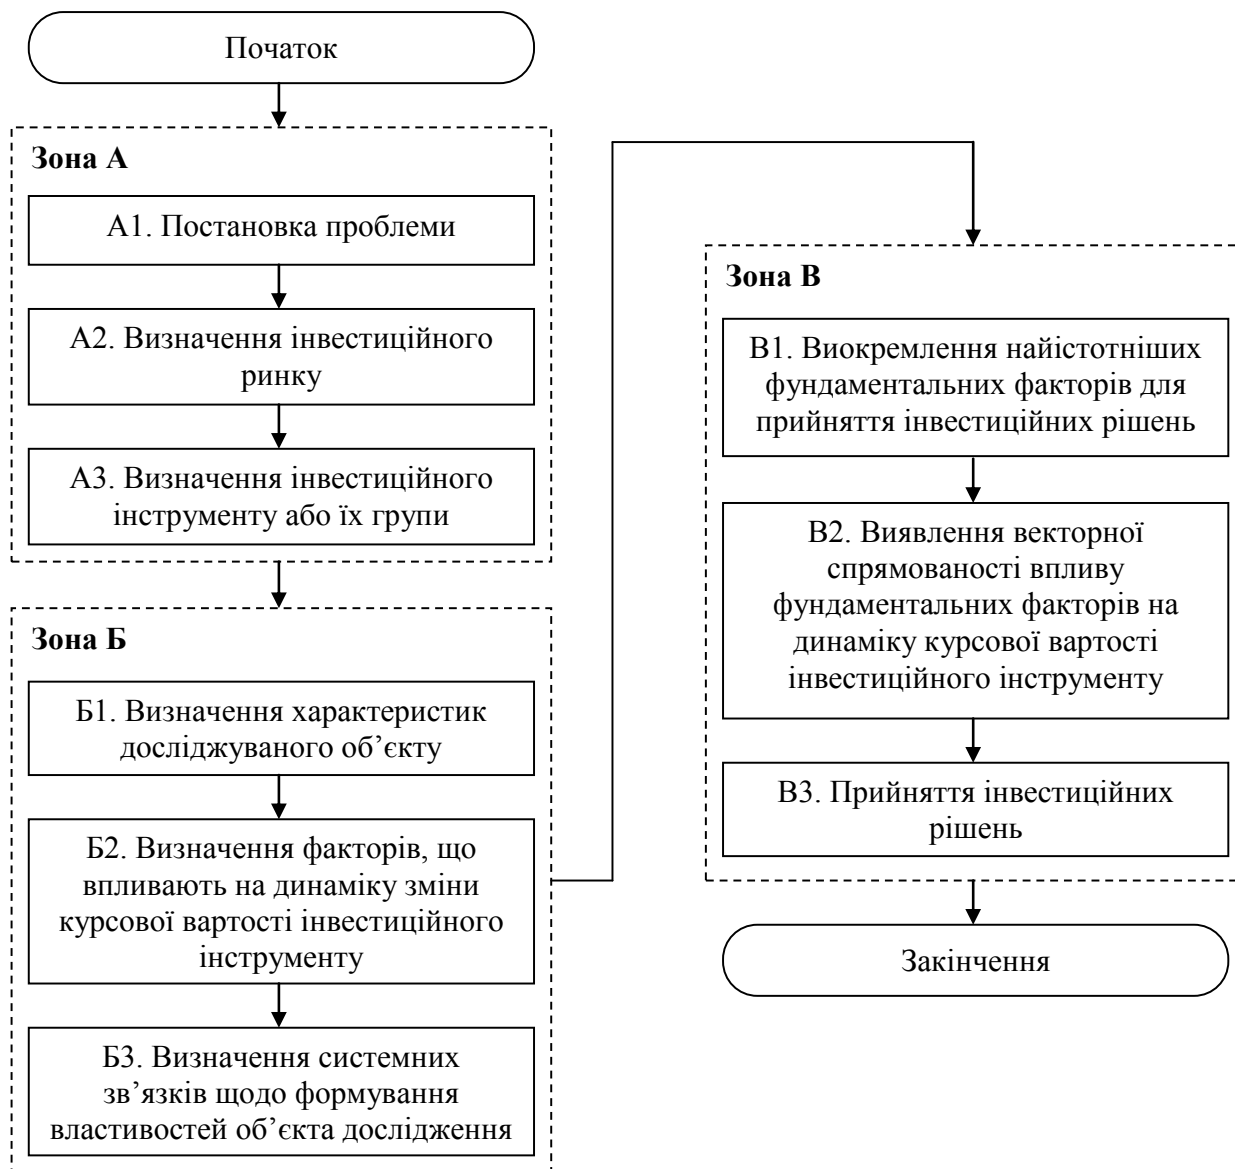 Початок
Зона А
А1. Постановка проблеми
А2. Визначення інвестиційного
ринку
А3. Визначення інвестиційного
інструменту або їх групи
Зона Б
Б1. Визначення характеристик
досліджуваного об’єкту
Б2. Визначення факторів, що
впливають на динаміку зміни
курсової вартості інвестиційного
інструменту
Б3. Визначення системних
зв’язків щодо формування
властивостей об’єкта дослідження
Зона В
В1. Виокремлення найістотніших
фундаментальних факторів для
прийняття інвестиційних рішень
В2. Виявлення векторної
спрямованості впливу
фундаментальних факторів на
динаміку курсової вартості
інвестиційного інструменту
В3. Прийняття інвестиційних
рішень
Закінчення